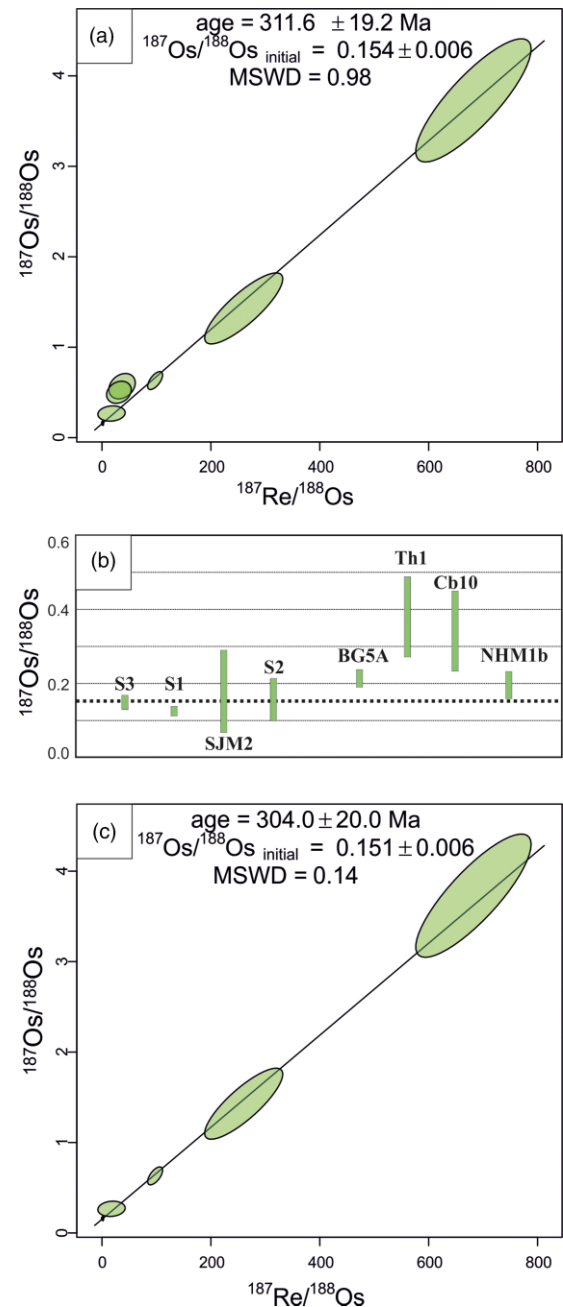 (a)
age = 311.6 ±19.2 Ma
187Os/188Os initial = 0.154±0.006
MSWD = 0.98
187Os/188Os
4
3
2
1
0
0 200 400 600 800
187Re/188Os
(b)
187Os/188Os
0.6
0.4
0.2
0.0
Th1
Cb10
BG5A
NHM1b
S2
S3
S1
SJM2
(c)
age = 304.0±20.0 Ma
187Os/188Os initial = 0.151±0.006
MSWD = 0.14
187Os/188Os
4
3
2
1
0
0 200 400 600 800
187Re/188Os